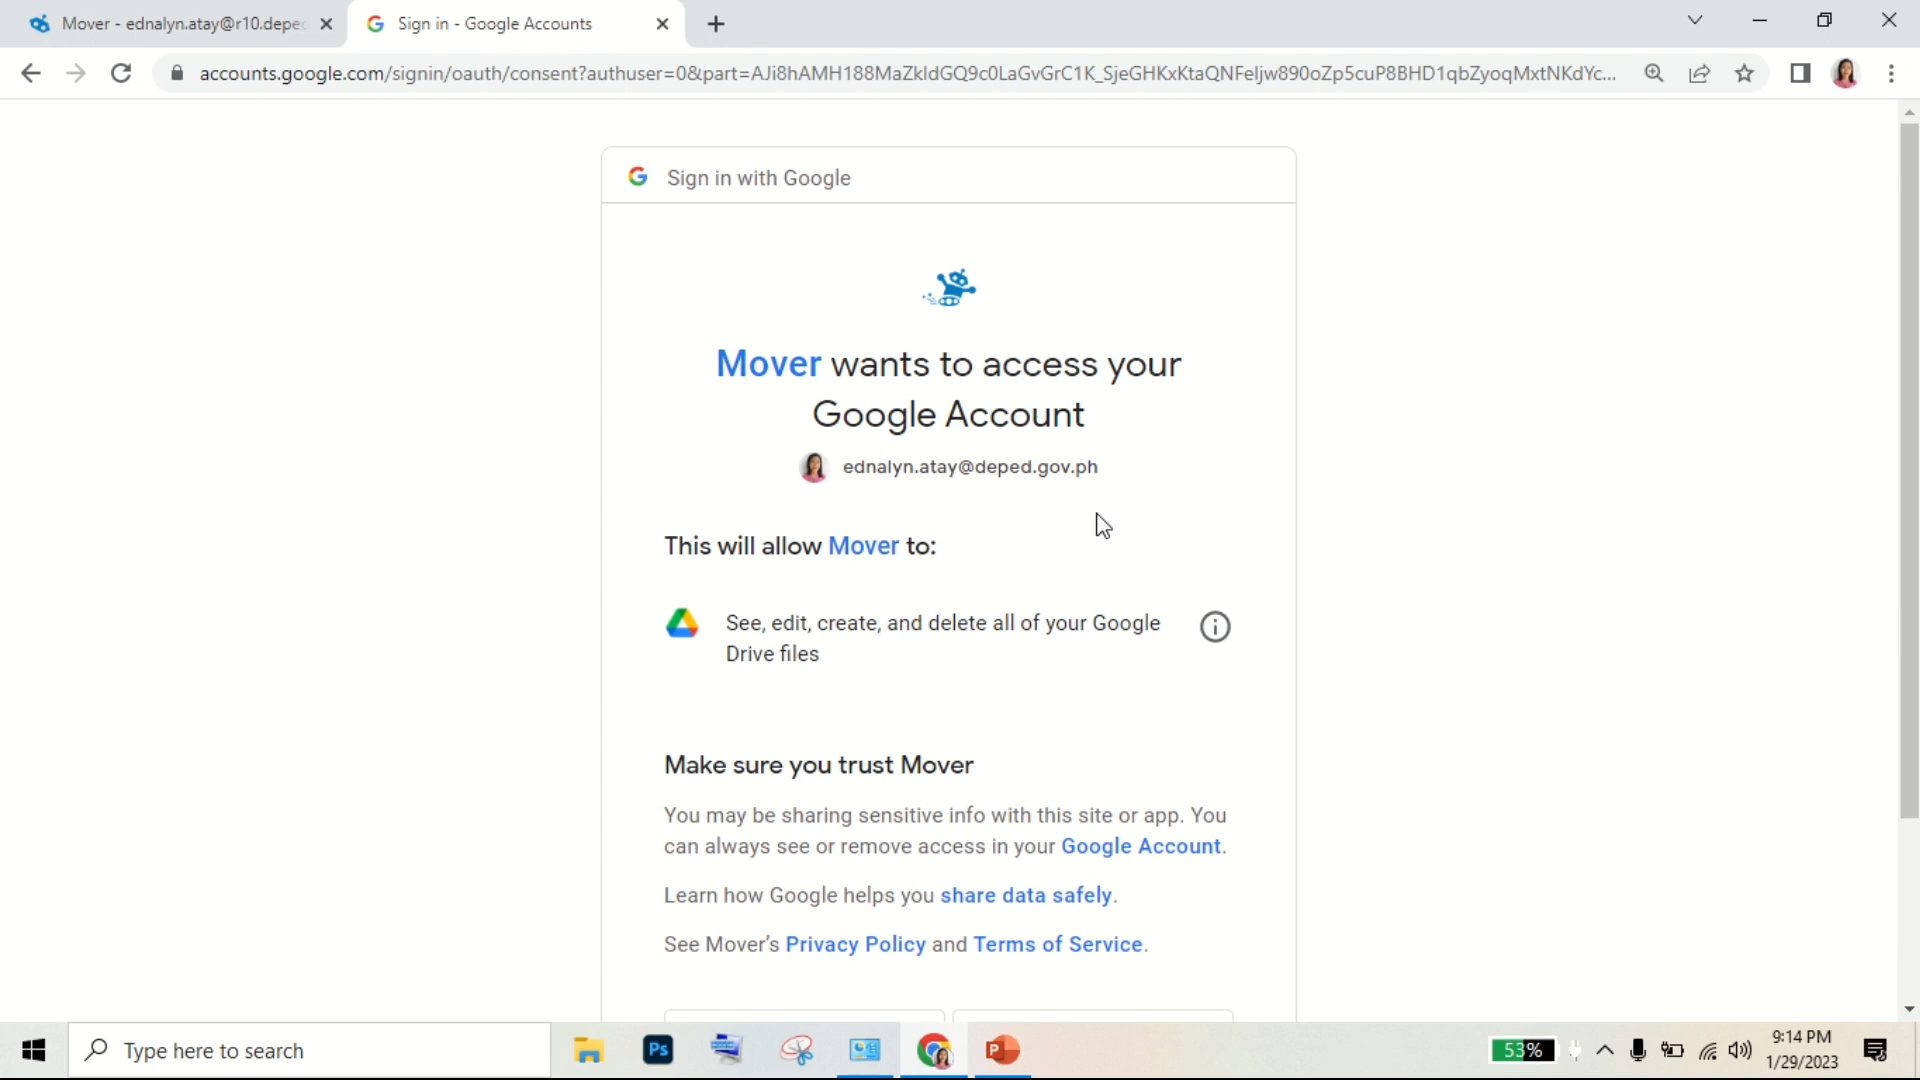 Mover - ednalyn.atay@r10.deped
Sign in - Google Accounts
accounts.google.com/signin/oauth/consent?authuser=0&part=AJi8hAMH188MaZkIdGQ9c0LaGvGrC1K_SjeGHKxKtaQNFeljw890oZp5cuP8BHD1qbZyoqMxtNKdYc...
Sign in with Google
Mover wants to access your
Google Account
ednalyn.atay@deped.gov.ph
This will allow Mover to:
See, edit, create, and delete all of your Google
Drive files
Make sure you trust Mover
You may be sharing sensitive info with this site or app. You
can always see or remove access in your Google Account.
Learn how Google helps you share data safely.
See Mover’s Privacy Policy and Terms of Service.
Type here to search
Ps
P
53%
9:14 PM
1/29/2023